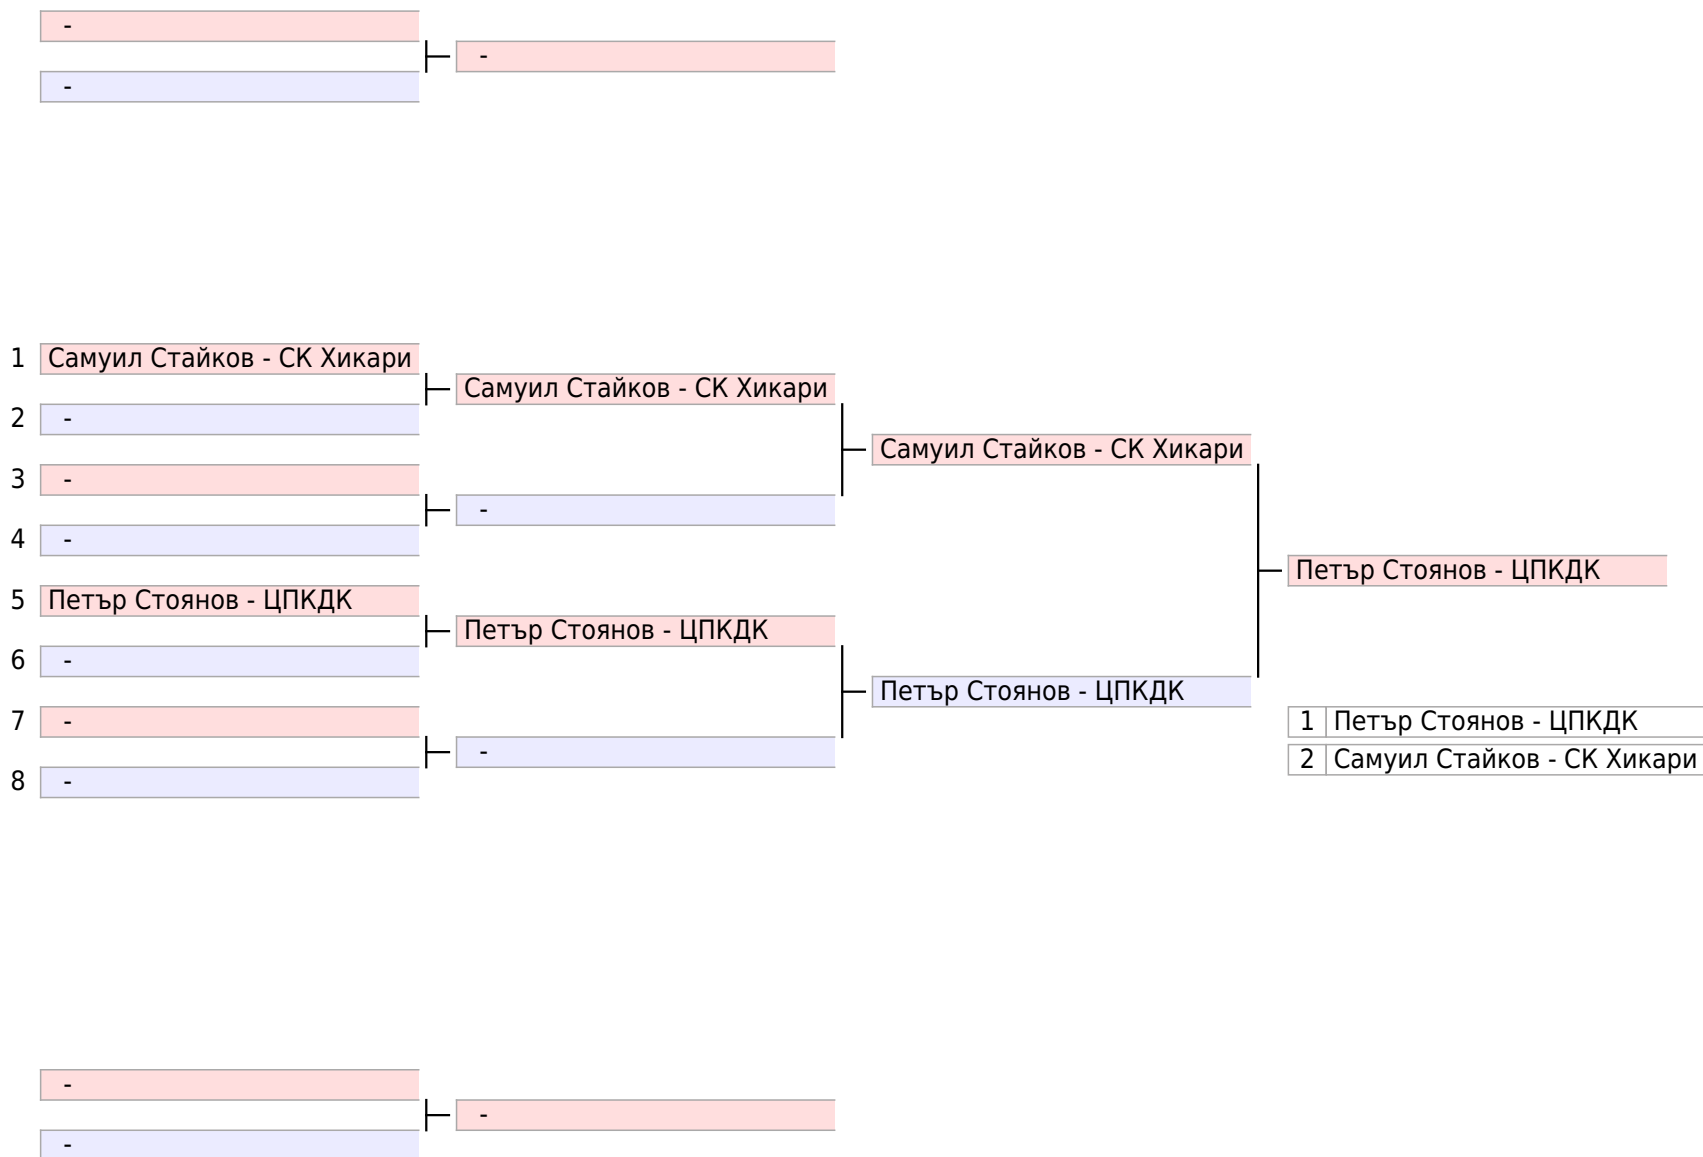 -
-
-
1 Самуил Стайков - СК Хикари
Самуил Стайков - СК Хикари
2 -
Самуил Стайков - СК Хикари
3 -
-
4 -
Петър Стоянов - ЦПКДК
5 Петър Стоянов - ЦПКДК
Петър Стоянов - ЦПКДК
6 -
Петър Стоянов - ЦПКДК
7 -
1 Петър Стоянов - ЦПКДК
-
2 Самуил Стайков - СК Хикари
8 -
-
-
-